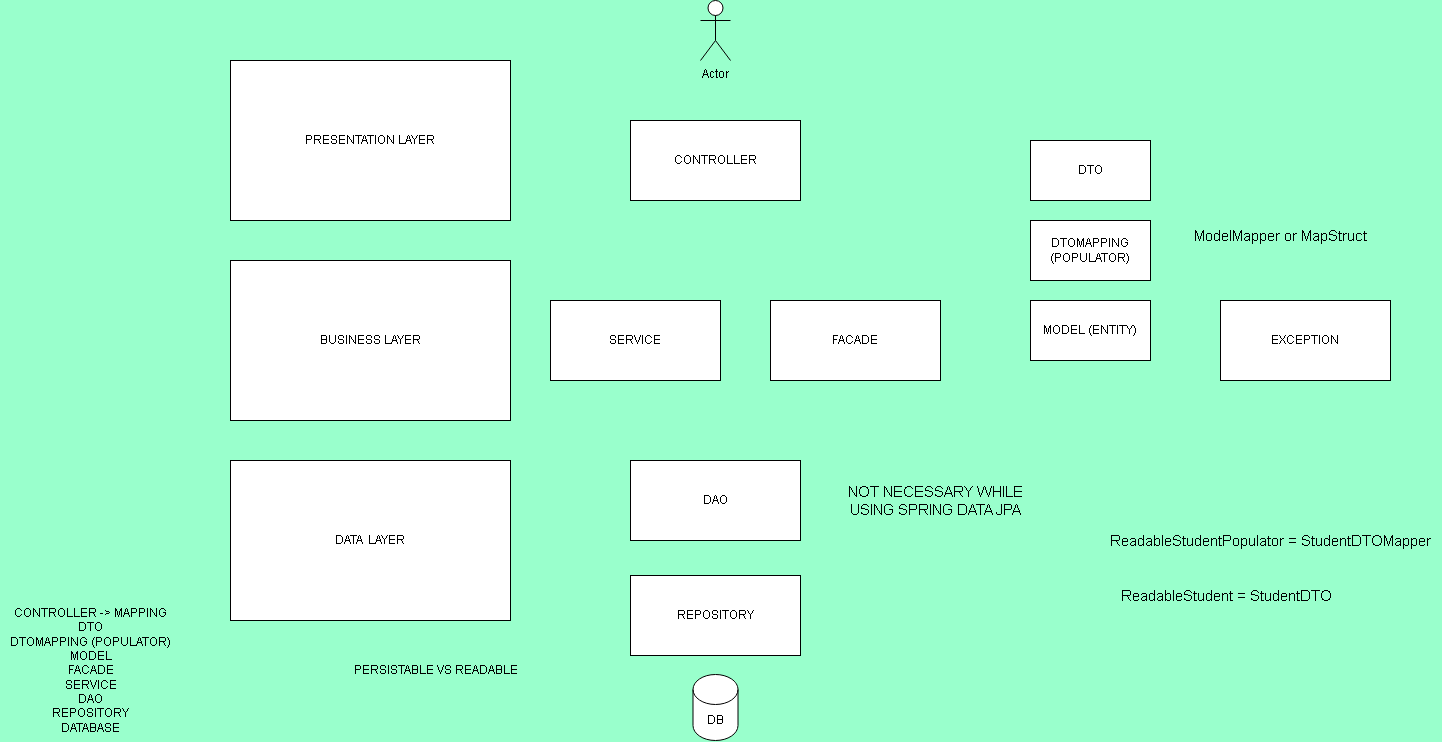 Actor
PRESENTATION LAYER
CONTROLLER
DTO
DTOMAPPING
(POPULATOR)
ModelMapper or MapStruct
BUSINESS LAYER
SERVICE
FACADE
MODEL (ENTITY)
EXCEPTION
DATA LAYER
DAO
NOT NECESSARY WHILE
USING SPRING DATA JPA
ReadableStudentPopulator = StudentDTOMapper
ReadableStudent = StudentDTO
REPOSITORY
CONTROLLER -> MAPPING
DTO
DTOMAPPING (POPULATOR)
MODEL
FACADE
SERVICE
DAO
REPOSITORY
DATABASE
PERSISTABLE VS READABLE
DB